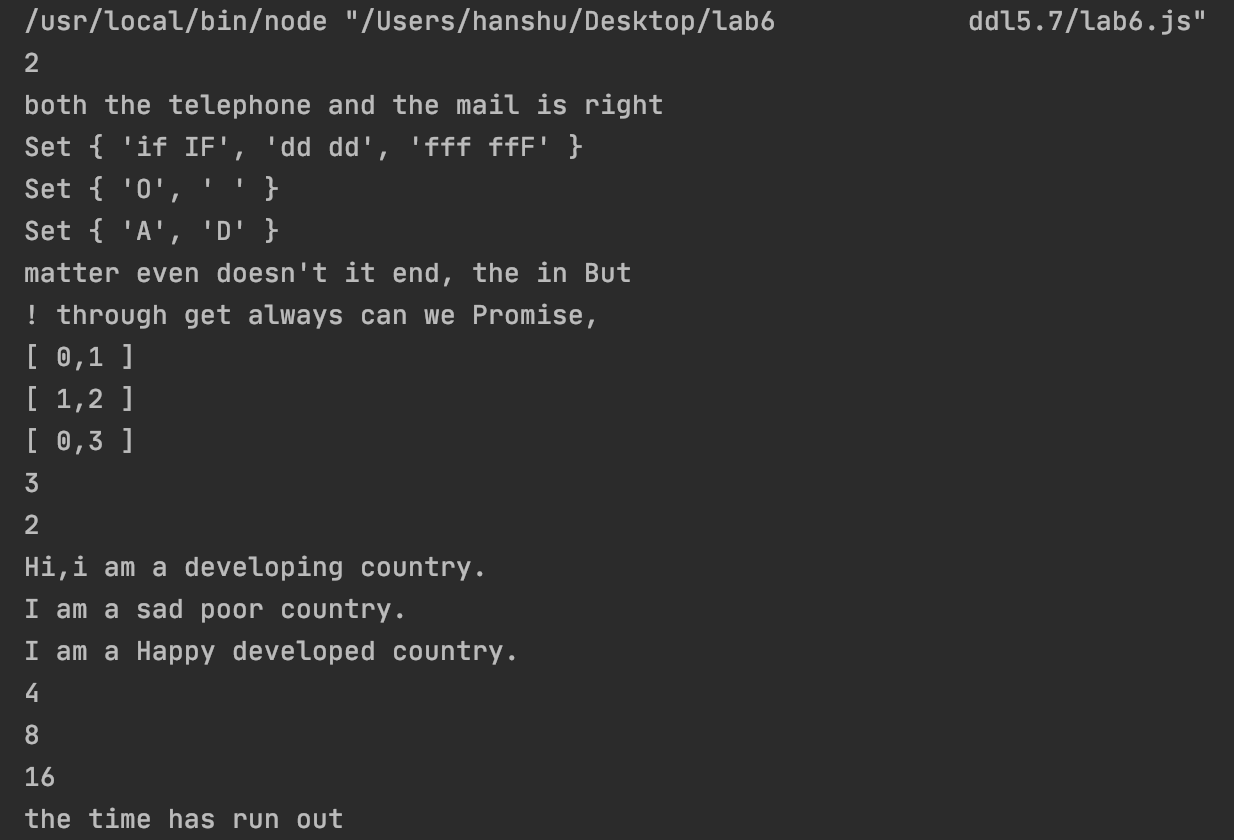 /usr/local/bin/node "/Users/hanshu/Desktop/lab6            ddl5.7/lab6.js"
2
both the telephone and the mail is right
Set { 'if IF', 'dd dd', 'fff ffF' }
Set { 'O', ' ' }
Set { 'A', 'D' }
matter even doesn't it end, the in But
! through get always can we Promise,
[ 0,1 ]
[ 1,2 ]
[ 0,3 ]
3
2
Hi,i am a developing country.
I am a sad poor country.
I am a Happy developed country.
4
8
16
the time has run out